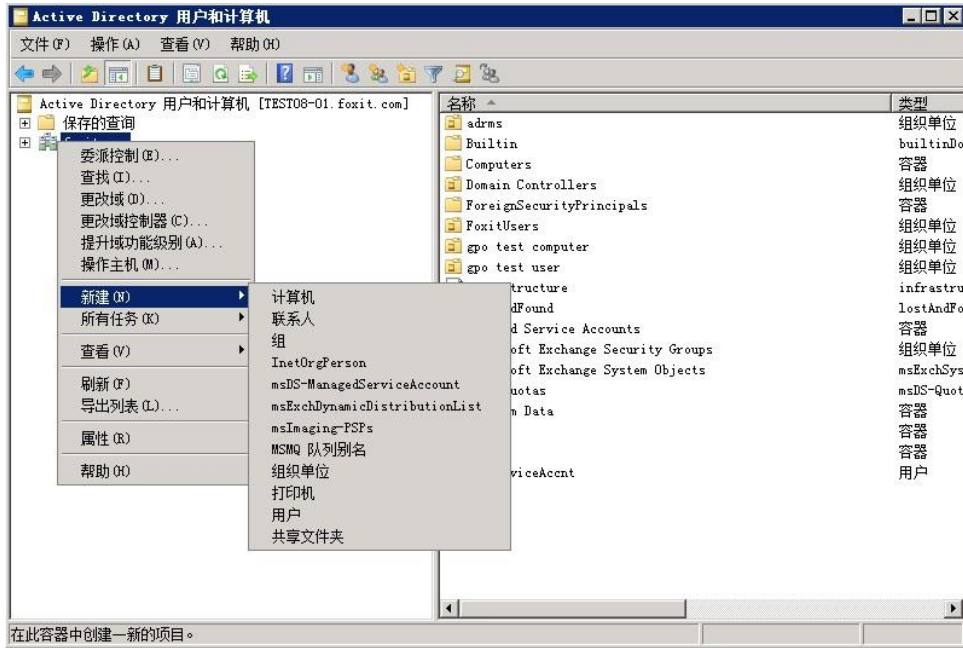 Active Directory 用户和计算机
文件(F) 操作(A) 查看(V) 帮助(H)
Active Directory 用户和计算机 [TEST08-01.foxit.com]
保存的查询
委派控制(E)...
查找(I)...
更改域(D)...
更改域控制器(C)...
提升域功能级别(A)...
操作主机(M)...
新建(N)
所有任务(K)
查看(V)
刷新(F)
导出列表(L)...
属性(R)
帮助(H)
计算机
联系人
组
InetOrgPerson
msDS-ManagedServiceAccount
msExchDynamicDistributionList
msImaging-PSPs
MSMQ 队列别名
组织单位
打印机
用户
共享文件夹
名称 类型
adrms 组织单位
Builtin builtinDo
Computers 容器
Domain Controllers 组织单位
ForeignSecurityPrincipals 容器
FoxitUsers 组织单位
gpo test computer 组织单位
gpo test user 组织单位
tructure infrastru
dFound lostAndFo
d Service Accounts 容器
oft Exchange Security Groups 组织单位
oft Exchange System Objects msExchSys
uotas msDS-Quot
m Data 容器
容器
容器
viceAccnt 用户
在此容器中创建一新的项目。